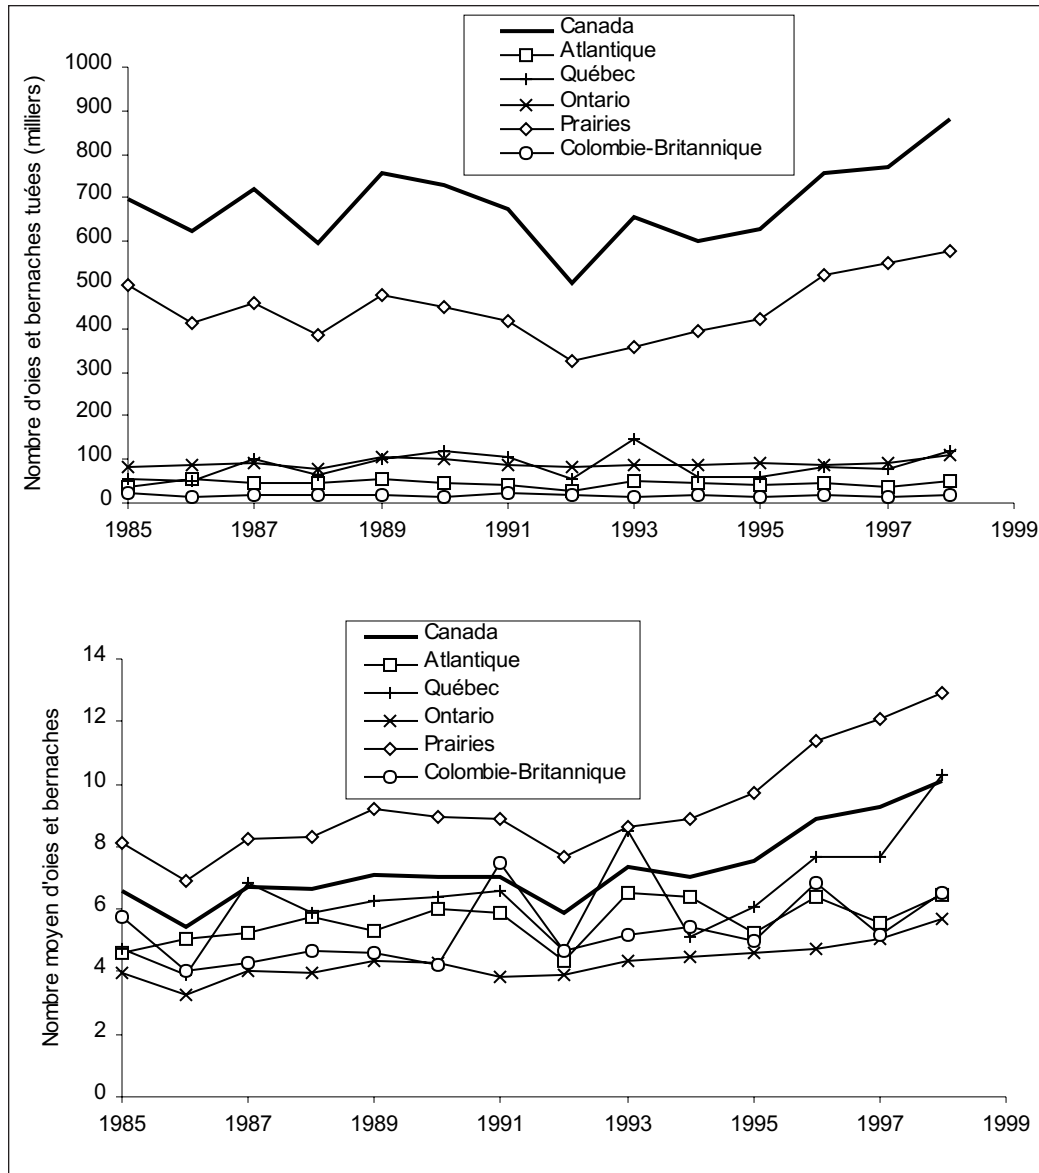 Canada
Atlantique
Québec
Ontario
Prairies
Colombie-Britannique
Nombre d'oies et bernaches tuées (milliers)
1000
900
800
700
600
500
400
300
200
100
0
1985 1987 1989 1991 1993 1995 1997 1999
Canada
Atlantique
Québec
Ontario
Prairies
Colombie-Britannique
Nombre moyen d'oies et bernaches
14
12
10
8
6
4
2
0
1985 1987 1989 1991 1993 1995 1997 1999